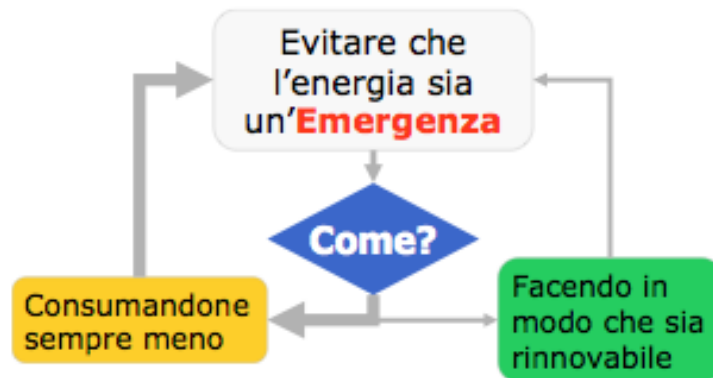 Evitare che
l'energia sia
un'Emergenza
Come?
Consumandone
sempre meno
Facendo in
modo che sia
rinnovabile